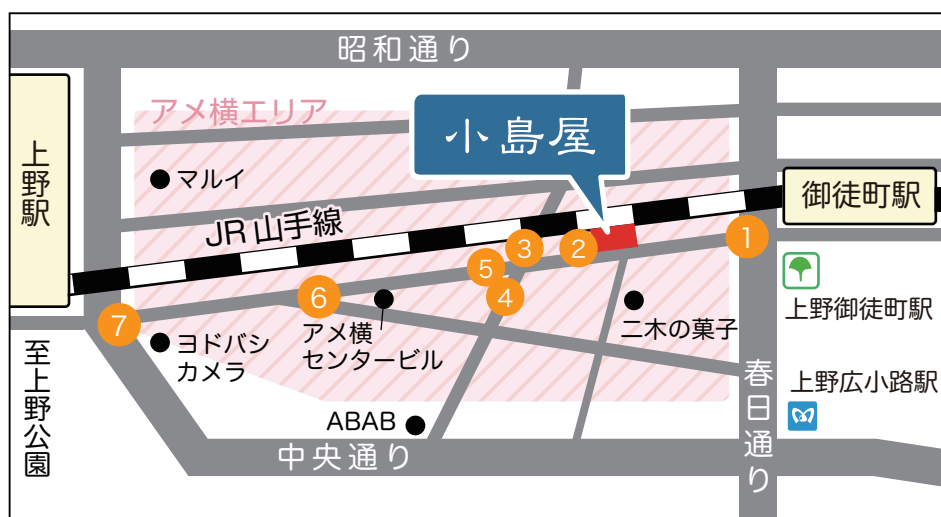 昭和通り
アメ横エリア
小島屋
上野駅
マルイ
御徒町駅
JR山手線
1
3
2
5
4
6
7
上野御徒町駅
アメ横
センタービル
二木の菓子
ヨドバシ
カメラ
至上野公園
春日通り
上野広小路駅
ABAB
中央通り